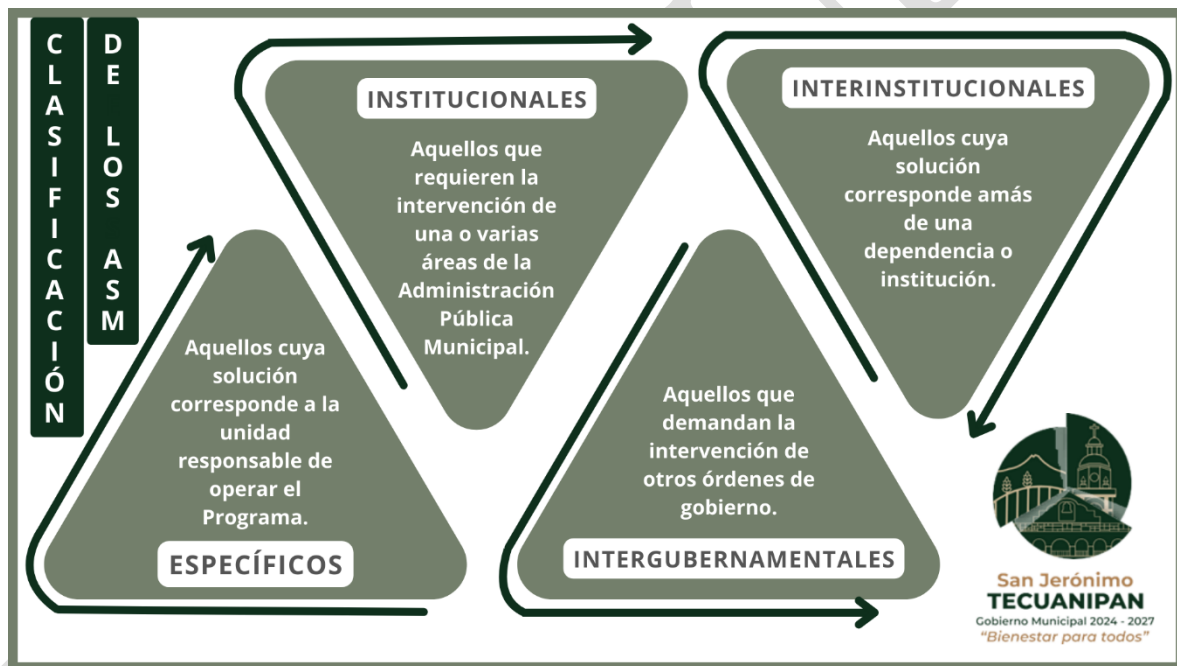 CLASIFICACIÓN
DE LOS ASM
INSTITUCIONALES
Aquellos que
requieren la
intervención de
una o varias
áreas de la
Administración
Pública
Municipal.
INTERINSTITUCIONALES
Aquellos cuya
solución
corresponde amás
de una
dependencia o
institución.
Aquellos cuya
solución
corresponde a la
unidad
responsable de
operar el
Programa.
ESPECÍFICOS
Aquellos que
demandan la
intervención de
otros órdenes de
gobierno.
INTERGUBERNAMENTALES
San Jerónimo
TECUANIPAN
Gobierno Municipal 2024 - 2027
"Bienestar para todos"